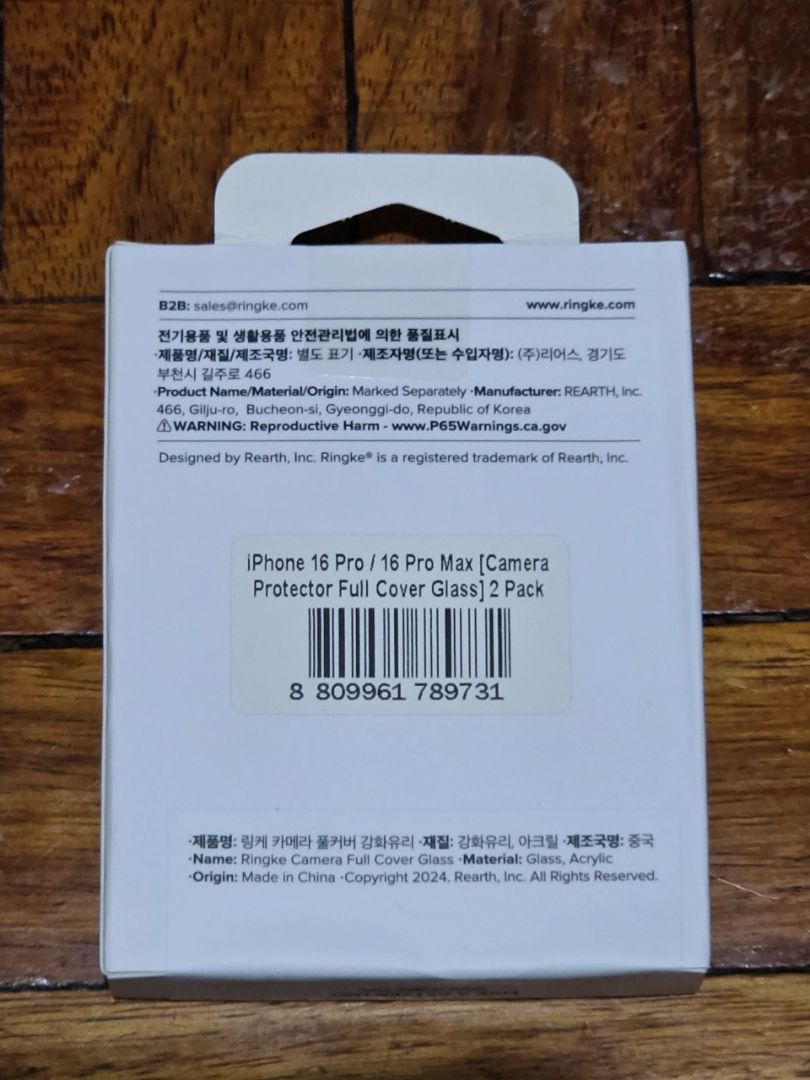 B2B: sales@ringke.com www.ringke.com
전기용품 및 생활용품 안전관리법에 의한 품질표시
·제품명/재질/제조국명: 별도 표기 ·제조자명(또는 수입자명): (주)리어스, 경기도
부천시 길주로 466
·Product Name/Material/Origin: Marked Separately ·Manufacturer: REARTH, Inc.
466, Gilju-ro, Bucheon-si, Gyeonggi-do, Republic of Korea
⚠WARNING: Reproductive Harm - www.P65Warnings.ca.gov
Designed by Rearth, Inc. Ringke® is a registered trademark of Rearth, Inc.
iPhone 16 Pro / 16 Pro Max [Camera
Protector Full Cover Glass] 2 Pack
8 809961 789731
·제품명: 링케 카메라 풀커버 강화유리 ·재질: 강화유리, 아크릴 ·제조국명: 중국
·Name: Ringke Camera Full Cover Glass ·Material: Glass, Acrylic
·Origin: Made in China ·Copyright 2024. Rearth, Inc. All Rights Reserved.